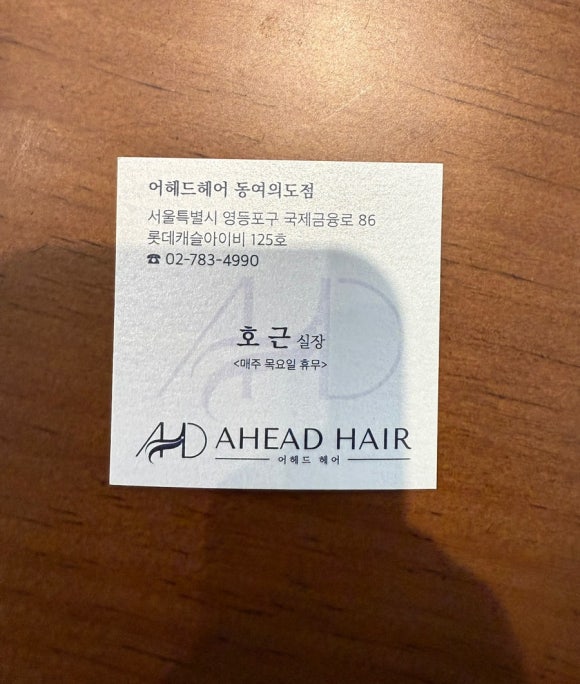 어헤드헤어 동여의도점
서울특별시 영등포구 국제금융로 86
롯데캐슬아이비 125호
☎ 02-783-4990
호 근 실장
<매주 목요일 휴무>
AHD AHEAD HAIR
어헤드 헤어